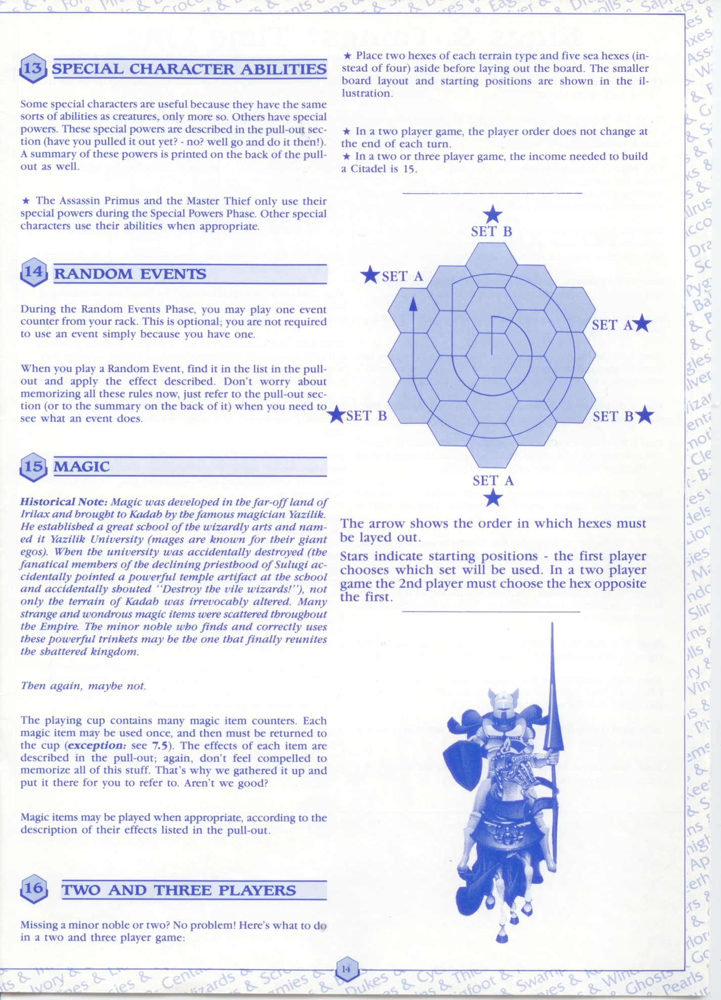 13 SPECIAL CHARACTER ABILITIES
Some special characters are useful because they have the same
sorts of abilities as creatures, only more so. Others have special
powers. These special powers are described in the pull-out sec-
tion (have you pulled it out yet? - no? well go and do it then!).
A summary of these powers is printed on the back of the pull-
out as well.
★ The Assassin Primus and the Master Thief only use their
special powers during the Special Powers Phase. Other special
characters use their abilities when appropriate.
14 RANDOM EVENTS
During the Random Events Phase, you may play one event
counter from your rack. This is optional; you are not required
to use an event simply because you have one.
When you play a Random Event, find it in the list in the pull-
out and apply the effect described. Don't worry about
memorizing all these rules now, just refer to the pull-out sec-
tion (or to the summary on the back of it) when you need to
see what an event does.
15 MAGIC
Historical Note: Magic was developed in the far-off land of
Irilax and brought to Kadab by the famous magician Yazilik.
He established a great school of the wizardly arts and nam-
ed it Yazilik University (mages are known for their giant
egos). When the university was accidentally destroyed (the
fanatical members of the declining priesthood of Sulugi ac-
cidentally pointed a powerful temple artifact at the school
and accidentally shouted "Destroy the vile wizards!"), not
only the terrain of Kadab was irrevocably altered. Many
strange and wondrous magic items were scattered throughout
the Empire. The minor noble who finds and correctly uses
these powerful trinkets may be the one that finally reunites
the shattered kingdom.
Then again, maybe not.
The playing cup contains many magic item counters. Each
magic item may be used once, and then must be returned to
the cup (exception: see 7.5). The effects of each item are
described in the pull-out; again, don't feel compelled to
memorize all of this stuff. That's why we gathered it up and
put it there for you to refer to. Aren't we good?
Magic items may be played when appropriate, according to the
description of their effects listed in the pull-out.
16 TWO AND THREE PLAYERS
Missing a minor noble or two? No problem! Here's what to do
in a two and three player game:
★ Place two hexes of each terrain type and five sea hexes (in-
stead of four) aside before laying out the board. The smaller
board layout and starting positions are shown in the il-
lustration.
★ In a two player game, the player order does not change at
the end of each turn.
★ In a two or three player game, the income needed to build
a Citadel is 15.
SET B
SET A
SET A
SET B
SET B
SET A
The arrow shows the order in which hexes must
be layed out.
Stars indicate starting positions - the first player
chooses which set will be used. In a two player
game the 2nd player must choose the hex opposite
the first.
14